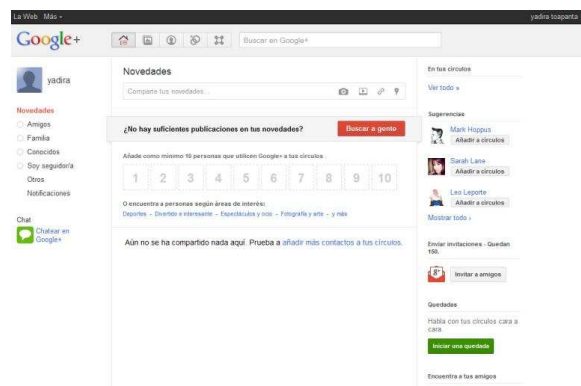 La Web Más
yadira toapanta
Google+
Buscar en Google+
yadira
Novedades
Amigos
Familia
Conocidos
Soy seguidor/a
Otros
Notificaciones
Chat
Chatear en
Google+
Novedades
Comparte tus novedades...
¿No hay suficientes publicaciones en tus novedades?
Buscar a gente
Añade como mínimo 10 personas que utilicen Google+ a tus círculos
1 2 3 4 5 6 7 8 9 10
O encuentra a personas según áreas de interés:
Deportes - Divertido e interesante - Espectáculos y ocio - Fotografía y arte - y más
Aún no se ha compartido nada aquí. Prueba a añadir más contactos a tus círculos.
En tus círculos
Ver todo »
Sugerencias
Mark Hoppus
Añadir a círculos
Sarah Lane
Añadir a círculos
Leo Laporte
Añadir a círculos
Mostrar todo ›
Enviar invitaciones - Quedan
150.
g+
Invitar a amigos
Quedadas
Habla con tus círculos cara a
cara.
Iniciar una quedada
Encuentra a tus amigos